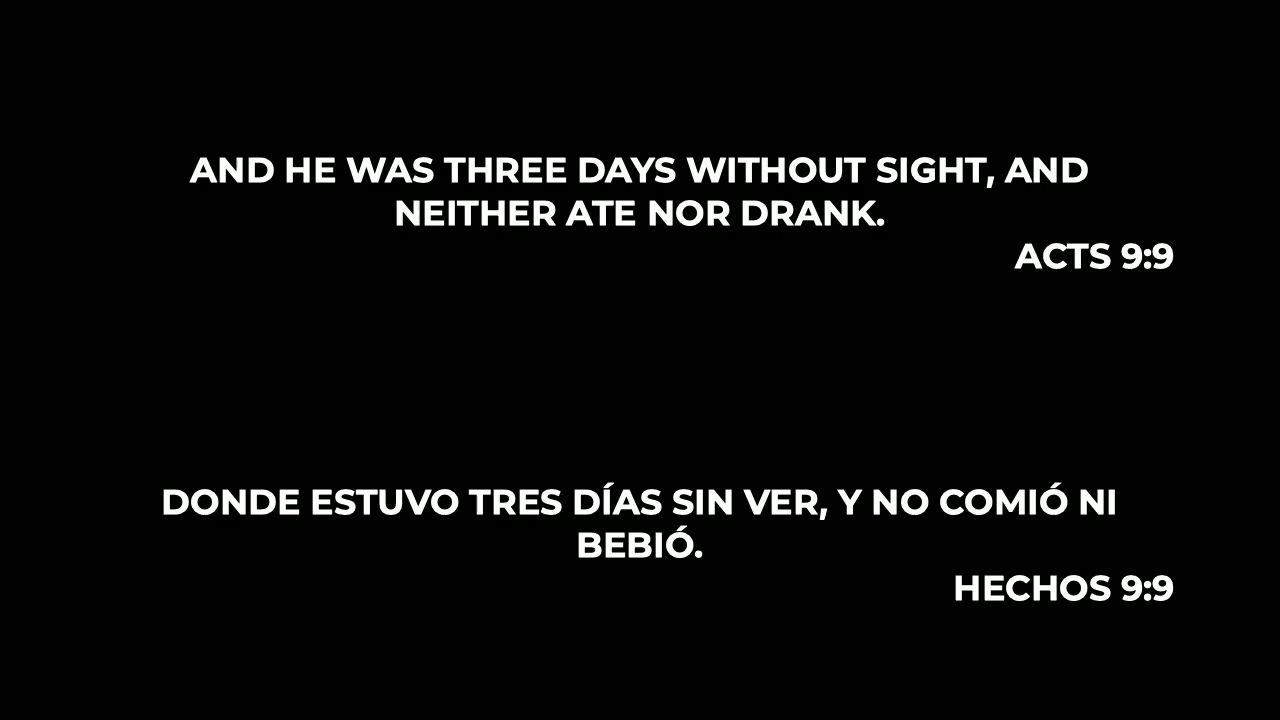 AND HE WAS THREE DAYS WITHOUT SIGHT, AND
NEITHER ATE NOR DRANK.
ACTS 9:9
DONDE ESTUVO TRES DÍAS SIN VER, Y NO COMIÓ NI
BEBIÓ.
HECHOS 9:9